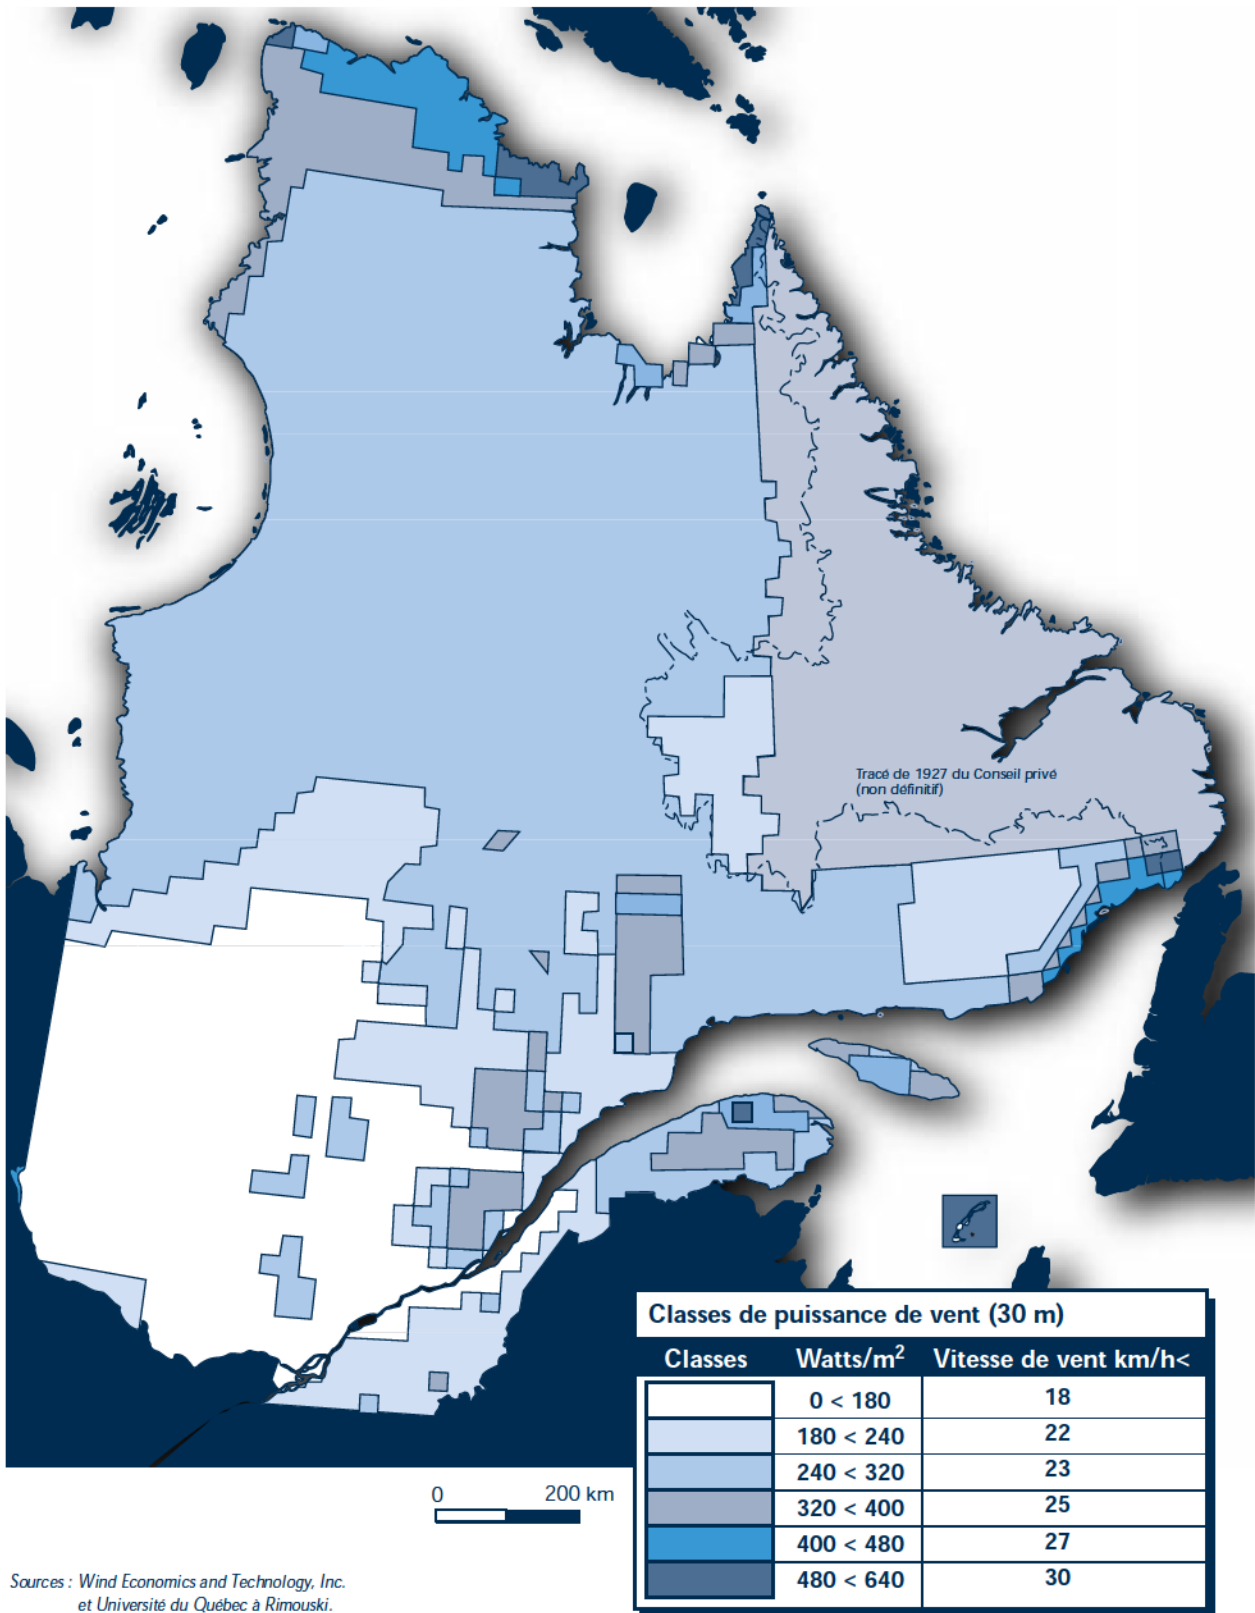 Tracé de 1927 du Conseil privé
(non définitif)
Classes de puissance de vent (30 m)
Classes Watts/m² Vitesse de vent km/h<
0 < 180 18
180 < 240 22
240 < 320 23
320 < 400 25
400 < 480 27
480 < 640 30
0 200 km
Sources : Wind Economics and Technology, Inc.
et Université du Québec à Rimouski.